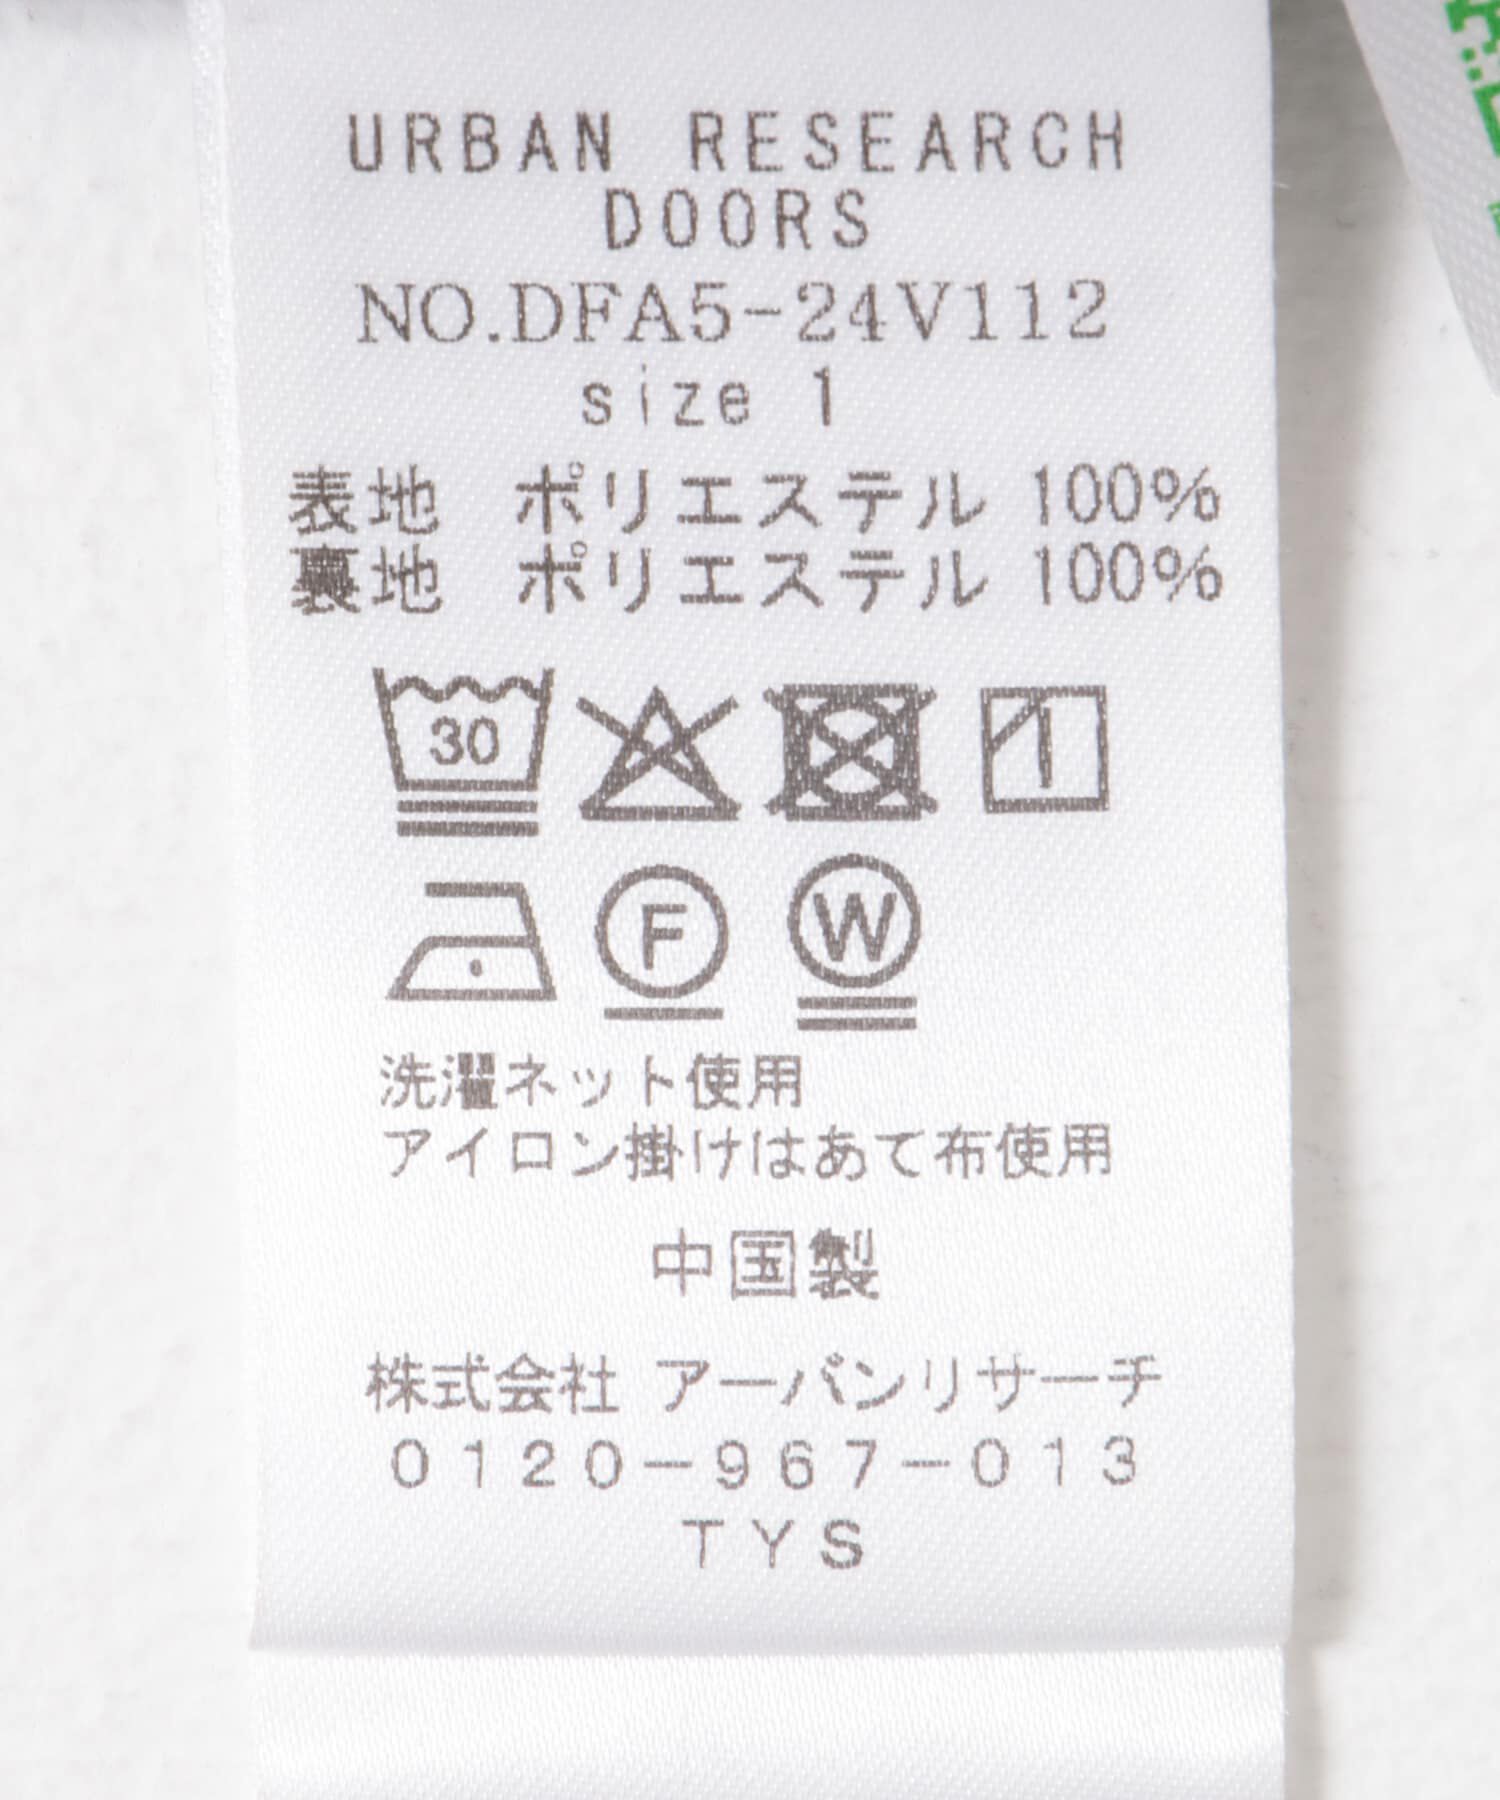 URBAN RESEARCH
DOORS
NO.DFA5-24V112
size 1
表地 ポリエステル 100%
裏地 ポリエステル 100%
30
F W
洗濯ネット使用
アイロン掛けはあて布使用
中国製
株式会社 アーバンリサーチ
0120-967-013
TYS